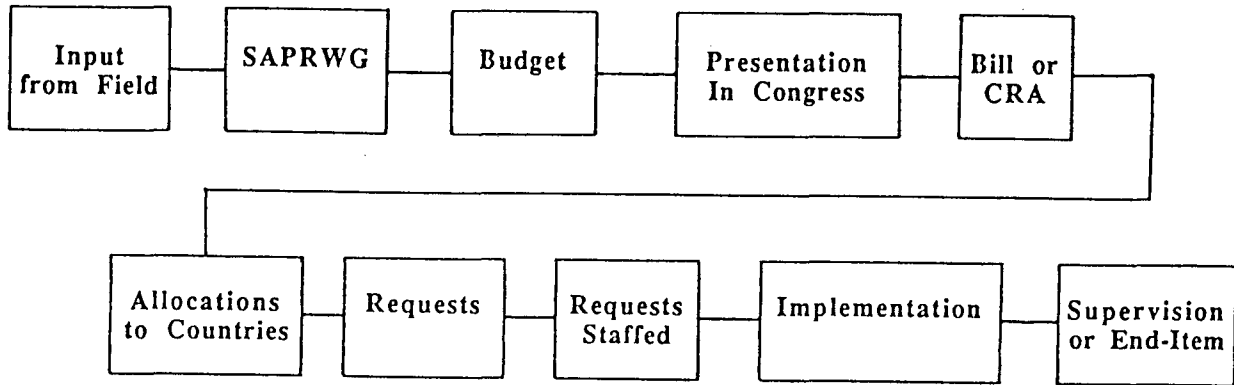 Input
from Field
SAPRWG
Budget
Presentation
In Congress
Bill or
CRA
Allocations
to Countries
Requests
Requests
Staffed
Implementation
Supervision
or End-Item